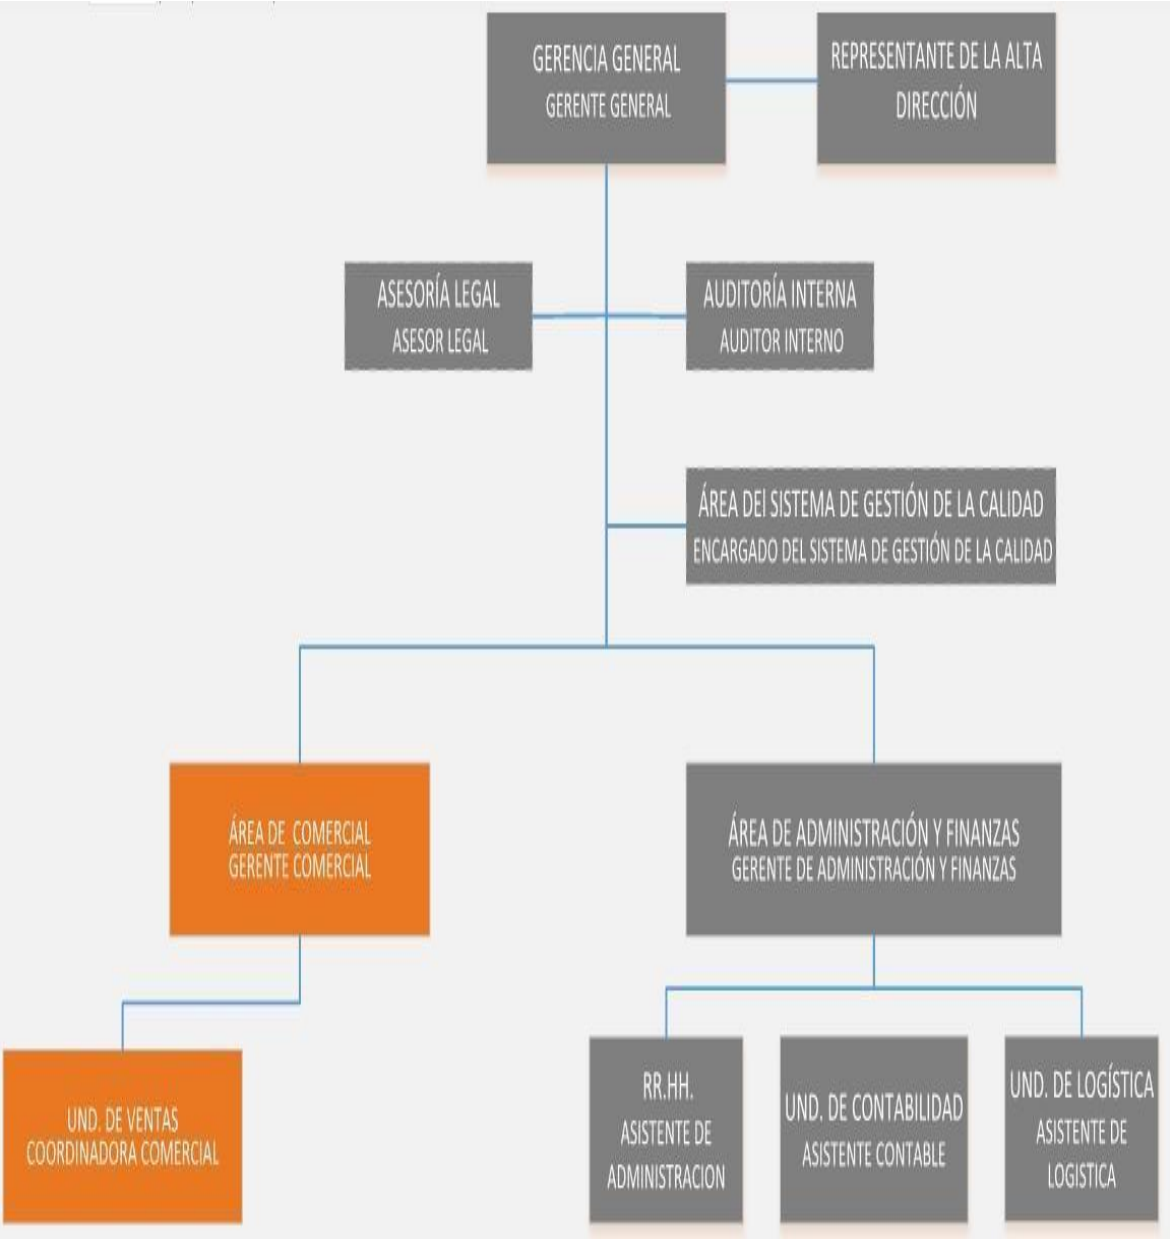 GERENCIA GENERAL
GERENTE GENERAL
REPRESENTANTE DE LA ALTA
DIRECCIÓN
ASESORÍA LEGAL
ASESOR LEGAL
AUDITORÍA INTERNA
AUDITOR INTERNO
ÁREA DEl SISTEMA DE GESTIÓN DE LA CALIDAD
ENCARGADO DEL SISTEMA DE GESTIÓN DE LA CALIDAD
ÁREA DE COMERCIAL
GERENTE COMERCIAL
ÁREA DE ADMINISTRACIÓN Y FINANZAS
GERENTE DE ADMINISTRACIÓN Y FINANZAS
UND. DE VENTAS
COORDINADORA COMERCIAL
RR.HH.
ASISTENTE DE
ADMINISTRACION
UND. DE CONTABILIDAD
ASISTENTE CONTABLE
UND. DE LOGÍSTICA
ASISTENTE DE
LOGISTICA